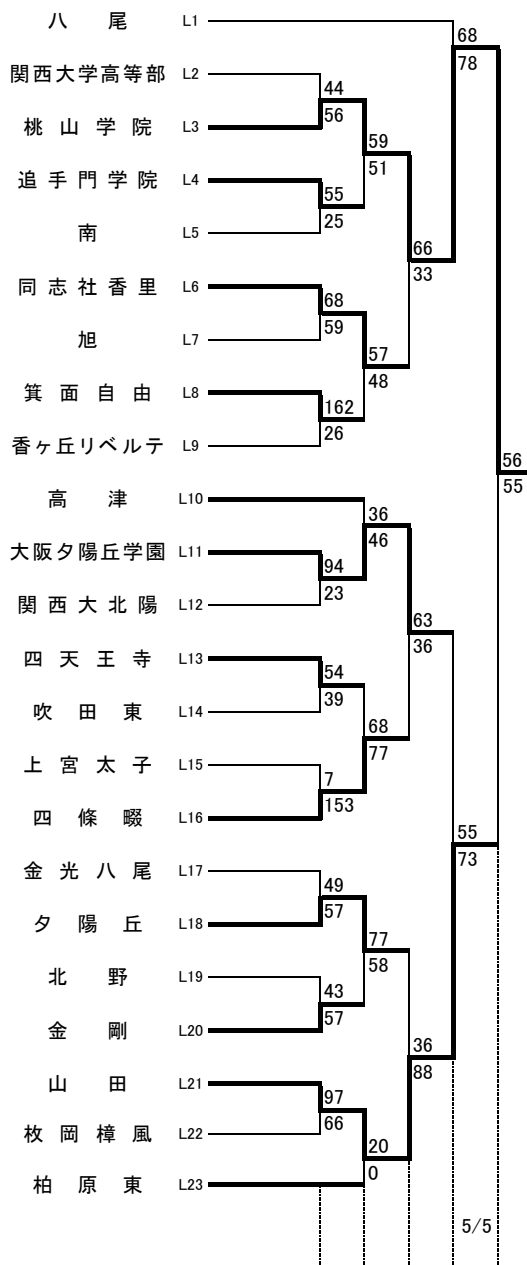 八尾 L1
68
78
関西大学高等部 L2
44
56
桃山学院 L3
59
51
追手門学院 L4
55
25
南 L5
66
33
同志社香里 L6
68
59
旭 L7
57
48
箕面自由 L8
162
26
香ヶ丘リベルテ L9
56
55
高津 L10
36
46
大阪夕陽丘学園 L11
94
23
関西大北陽 L12
63
36
四天王寺 L13
54
39
吹田東 L14
68
77
上宮太子 L15
7
153
四條畷 L16
55
73
金光八尾 L17
49
57
夕陽丘 L18
77
58
北野 L19
43
57
金剛 L20
36
88
山田 L21
97
66
枚岡樟風 L22
20
0
柏原東 L23
5/5